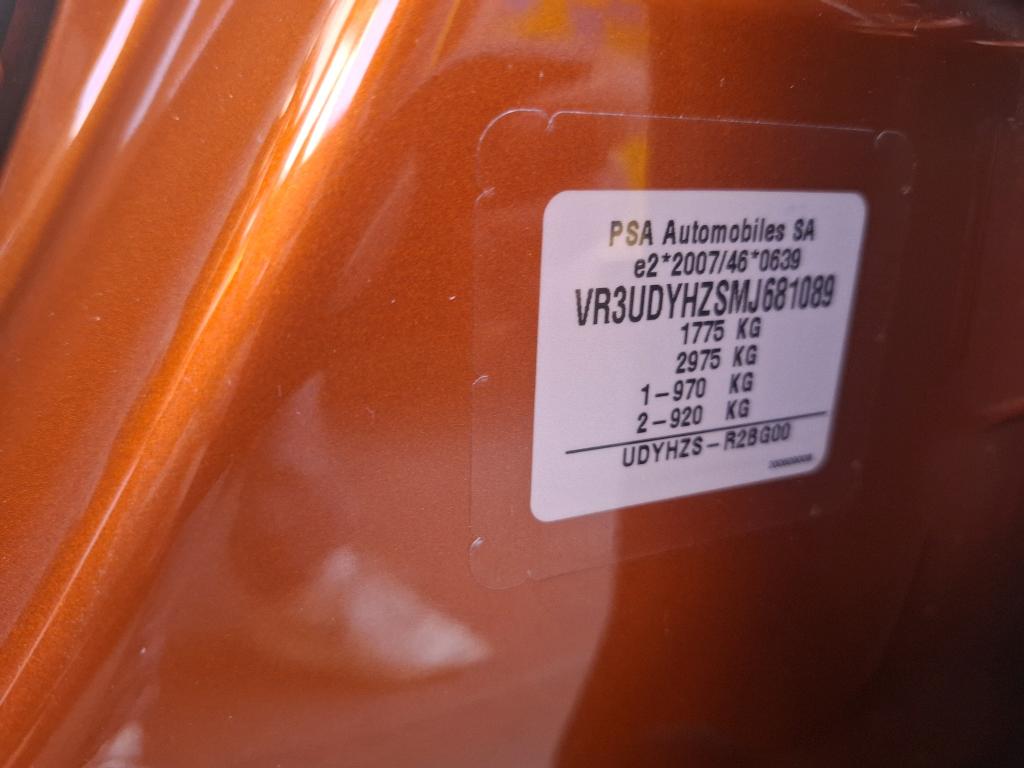 PSA Automobiles SA
e2*2007/46*0639
VR3UDYHZSMJ681089
1775 KG
2975 KG
1-970 KG
2-920 KG
UDYHZS-R2BG00